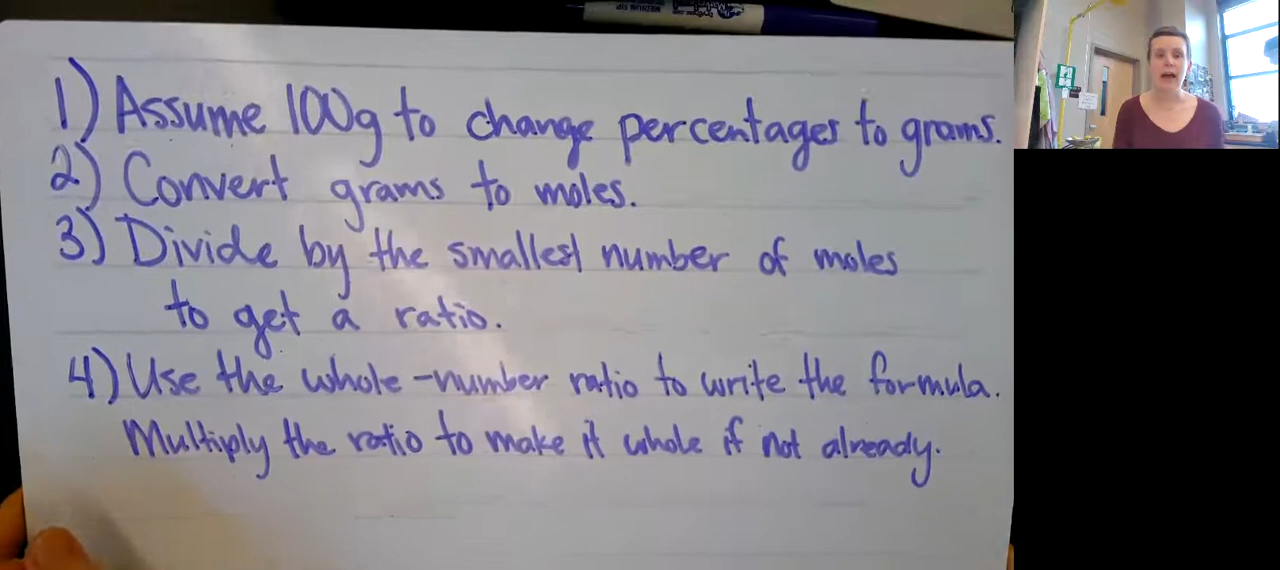 1) Assume 100g to change percentages to grams.
2) Convert grams to moles.
3) Divide by the smallest number of moles
to get a ratio.
4) Use the whole-number ratio to write the formula.
Multiply the ratio to make it whole if not already.